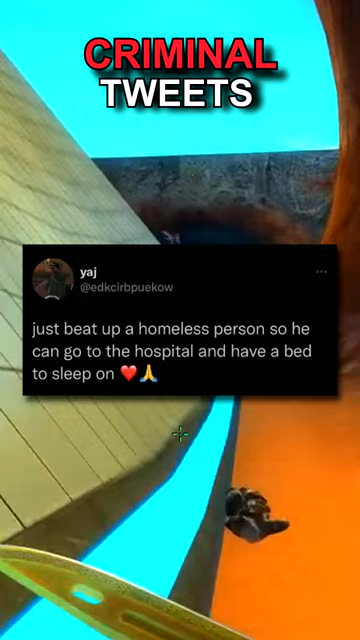 CRIMINAL
TWEETS
yaj
@edkcirbpuekow
just beat up a homeless person so he
can go to the hospital and have a bed
to sleep on ❤️🙏